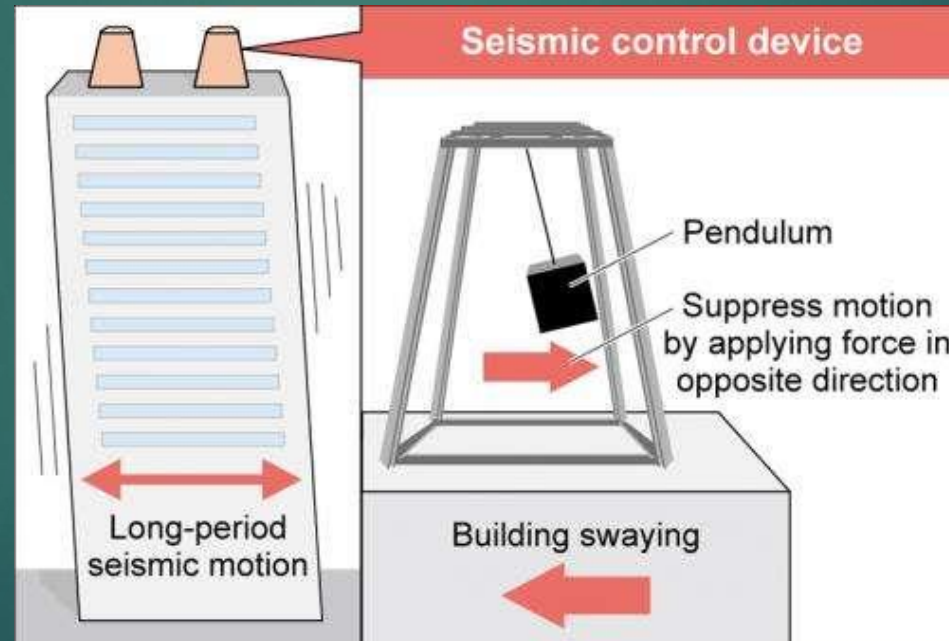 Seismic control device
Pendulum
Suppress motion
by applying force in
opposite direction
Long-period
seismic motion
Building swaying